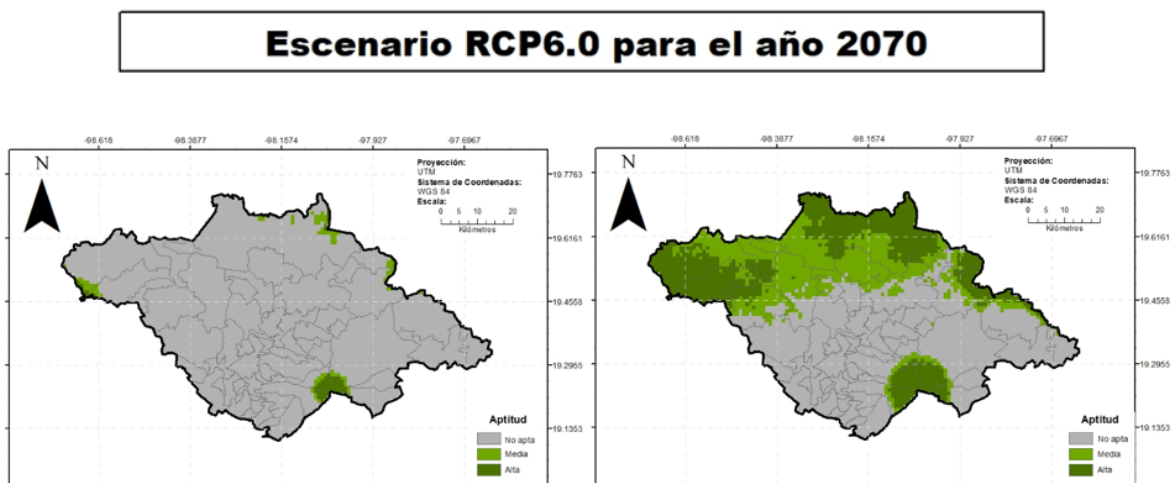 Escenario RCP6.0 para el año 2070
-98.618 -98.3877 -98.1574 -97.927 -97.6967
N
Proyección:
UTM
Sistema de Coordenadas:
WGS 84
Escala:
0 5 10 20
Kilómetros
19.7763
19.6161
19.4558
19.2955
19.1353
Aptitud
No apta
Media
Alta
-98.618 -98.3877 -98.1574 -97.927 -97.6967
N
Proyección:
UTM
Sistema de Coordenadas:
WGS 84
Escala:
0 5 10 20
Kilómetros
19.7763
19.6161
19.4558
19.2955
19.1353
Aptitud
No apta
Media
Alta